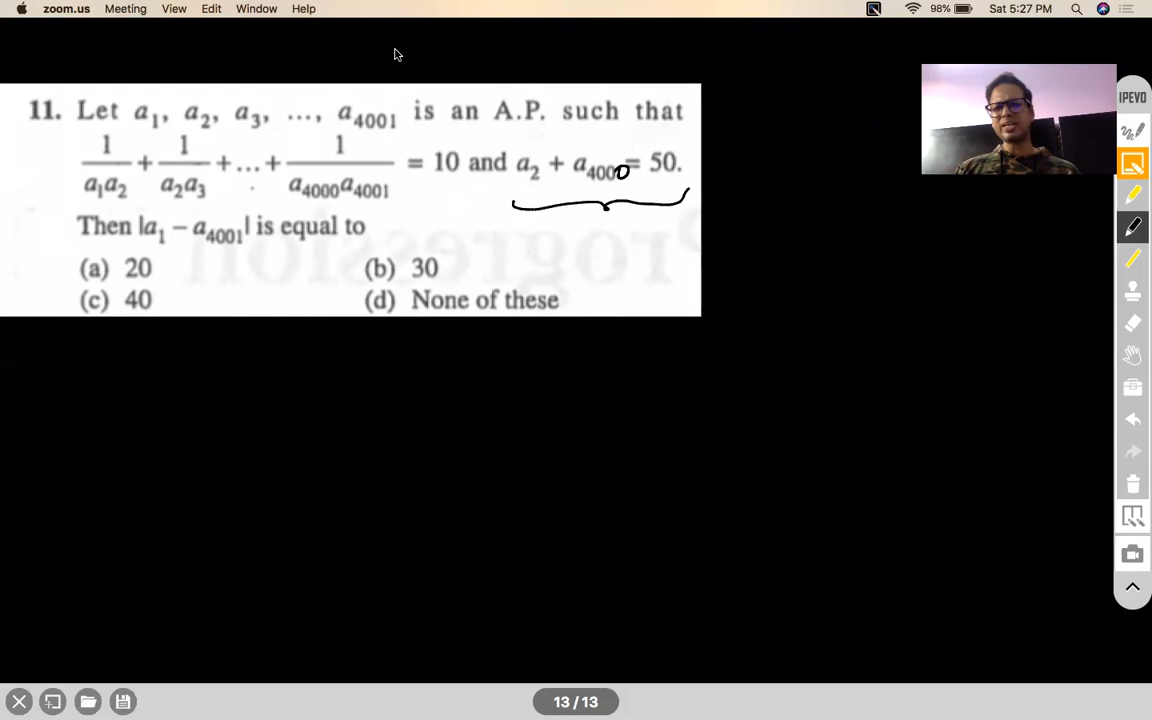 zoom.us Meeting View Edit Window Help 98% Sat 5:27 PM
IPEVO
11. Let a₁, a₂, a₃, ..., a₄₀₀₁ is an A.P. such that
1/(a₁a₂) + 1/(a₂a₃) + ... + 1/(a₄₀₀₀a₄₀₀₁) = 10 and a₂ + a₄₀₀₀ = 50.
Then |a₁ − a₄₀₀₁| is equal to
(a) 20 (b) 30
(c) 40 (d) None of these
13 / 13